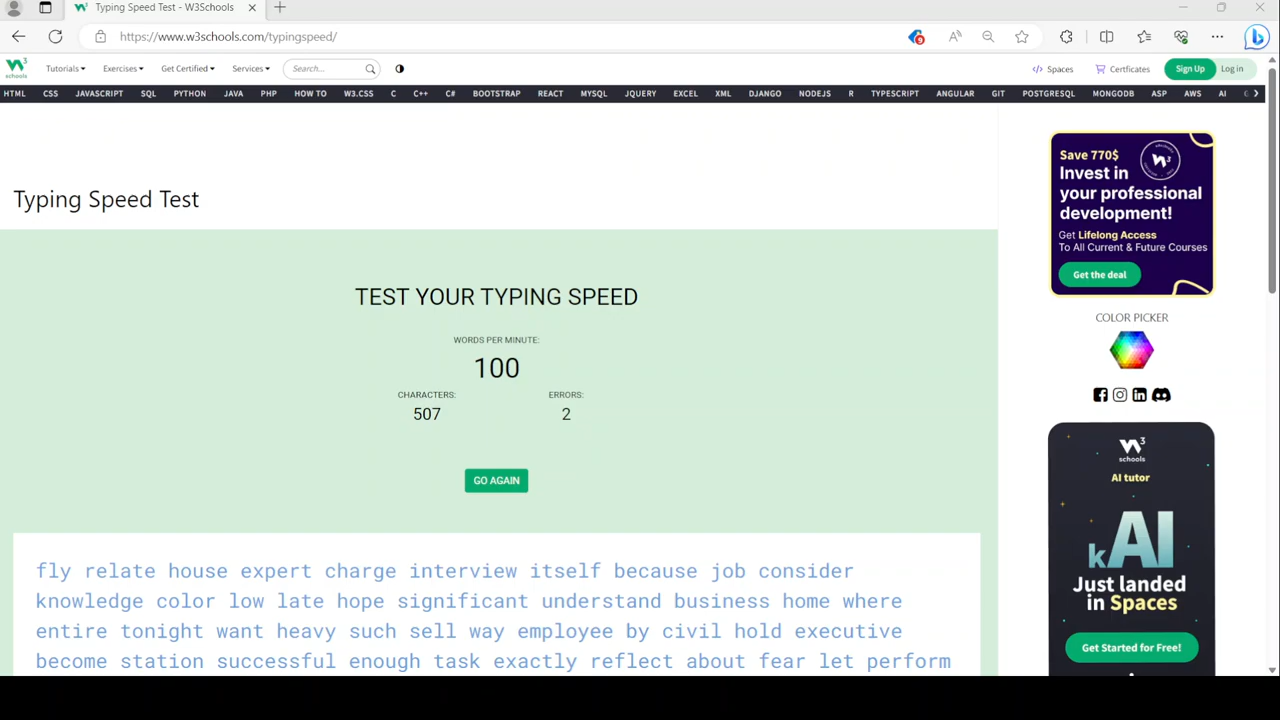 Typing Speed Test - W3Schools
https://www.w3schools.com/typingspeed/
9
W3 schools Tutorials Exercises Get Certified Services Search... Spaces Certficates Sign Up Log in
HTML CSS JAVASCRIPT SQL PYTHON JAVA PHP HOW TO W3.CSS C C++ C# BOOTSTRAP REACT MYSQL JQUERY EXCEL XML DJANGO NODEJS R TYPESCRIPT ANGULAR GIT POSTGRESQL MONGODB ASP AWS AI
Typing Speed Test
TEST YOUR TYPING SPEED
WORDS PER MINUTE:
100
CHARACTERS: ERRORS:
507 2
GO AGAIN
fly relate house expert charge interview itself because job consider
knowledge color low late hope significant understand business home where
entire tonight want heavy such sell way employee by civil hold executive
become station successful enough task exactly reflect about fear let perform
Save 770$
Invest in
your professional
development!
Get Lifelong Access
To All Current & Future Courses
Get the deal
COLOR PICKER
W3
schools
AI tutor
kAI
Just landed
in Spaces
Get Started for Free!